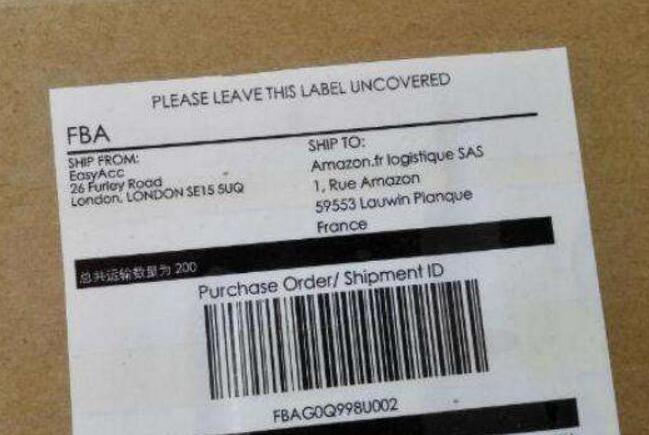 PLEASE LEAVE THIS LABEL UNCOVERED
FBA
SHIP FROM:
EasyAcc
26 Furley Road
London, LONDON SE15 5UQ
SHIP TO:
Amazon.fr logistique SAS
1, Rue Amazon
59553 Lauwin Planque
France
总共运输数量为 200
Purchase Order/ Shipment ID
FBAG0Q998U002